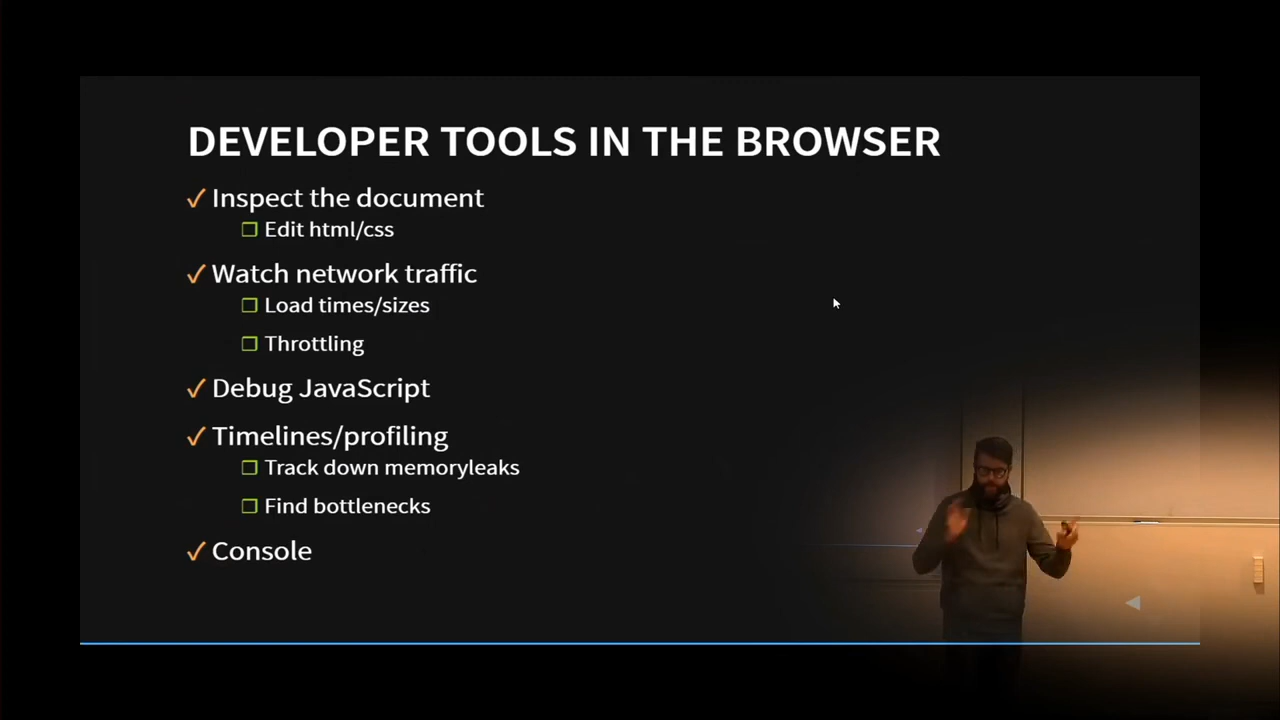 DEVELOPER TOOLS IN THE BROWSER
✓ Inspect the document
❐ Edit html/css
✓ Watch network traffic
❐ Load times/sizes
❐ Throttling
✓ Debug JavaScript
✓ Timelines/profiling
❐ Track down memoryleaks
❐ Find bottlenecks
✓ Console